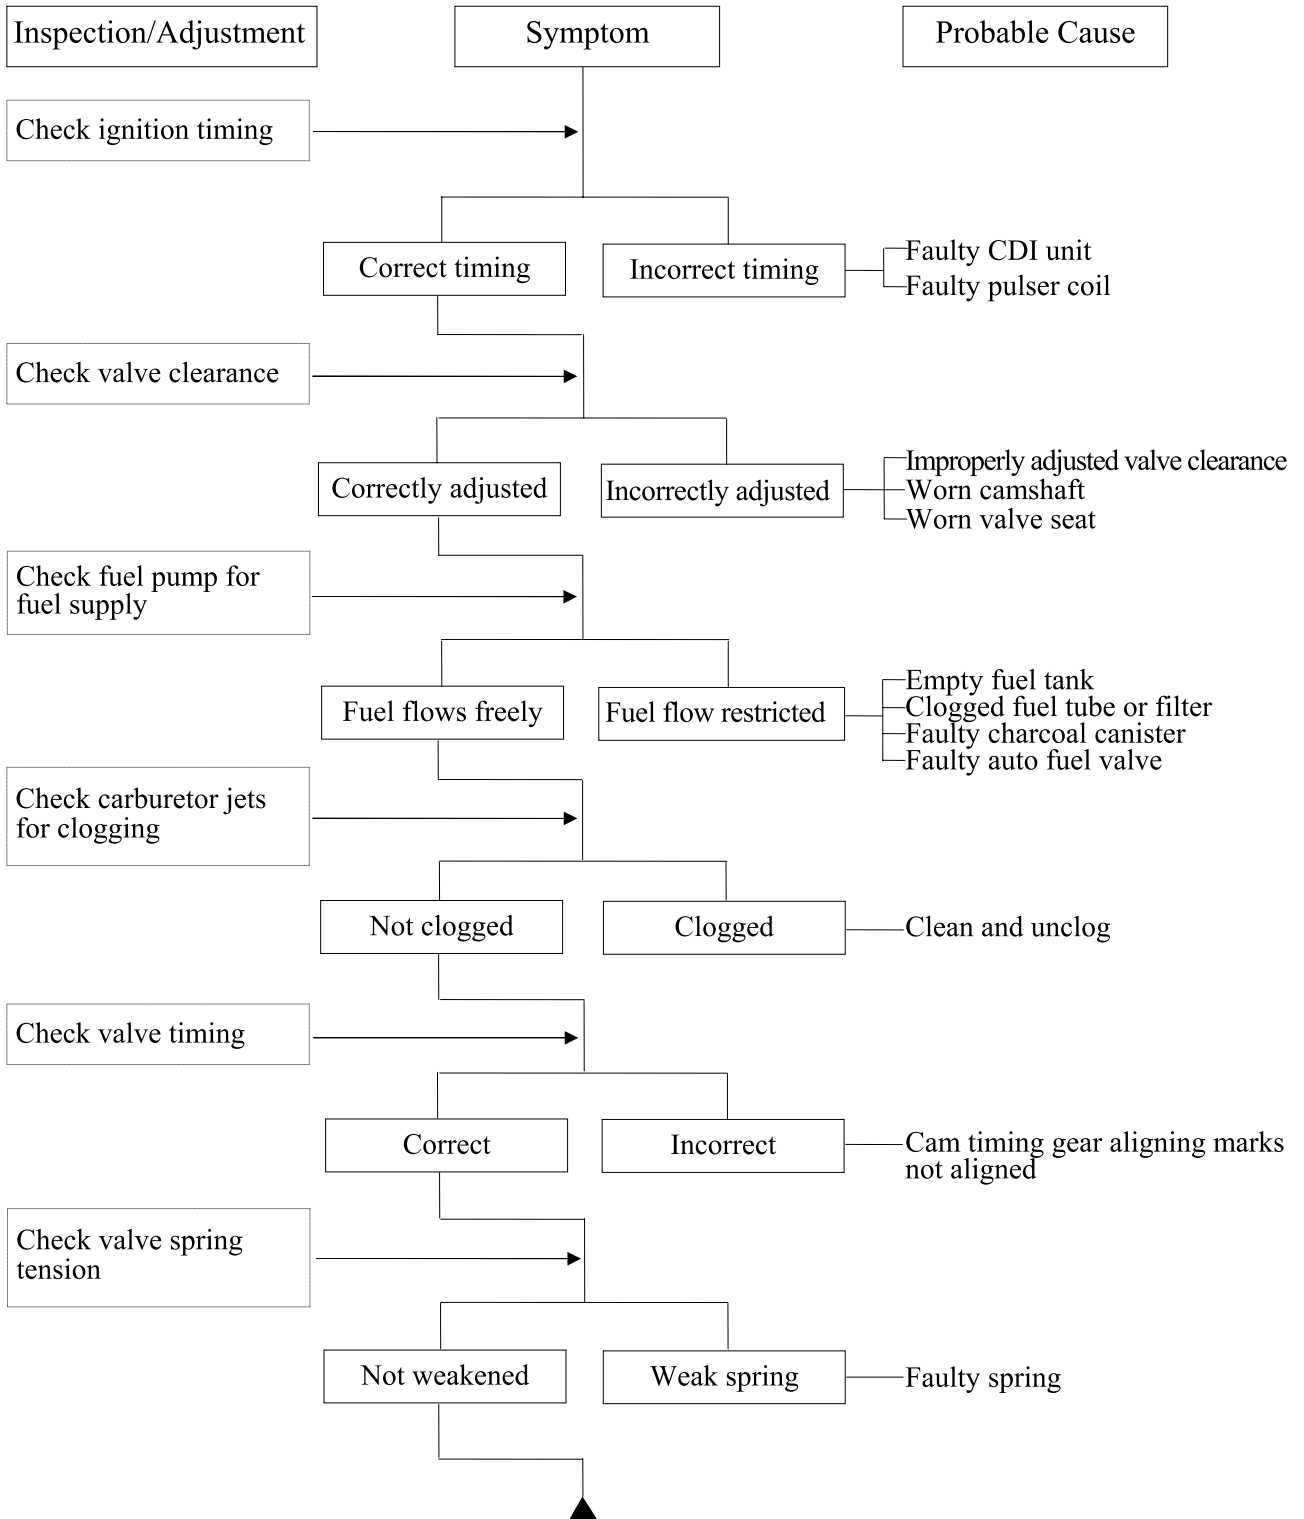 Inspection/Adjustment
Symptom
Probable Cause
Check ignition timing
Correct timing
Incorrect timing
Faulty CDI unit
Faulty pulser coil
Check valve clearance
Correctly adjusted
Incorrectly adjusted
Improperly adjusted valve clearance
Worn camshaft
Worn valve seat
Check fuel pump for
fuel supply
Fuel flows freely
Fuel flow restricted
Empty fuel tank
Clogged fuel tube or filter
Faulty charcoal canister
Faulty auto fuel valve
Check carburetor jets
for clogging
Not clogged
Clogged
Clean and unclog
Check valve timing
Correct
Incorrect
Cam timing gear aligning marks
not aligned
Check valve spring
tension
Not weakened
Weak spring
Faulty spring